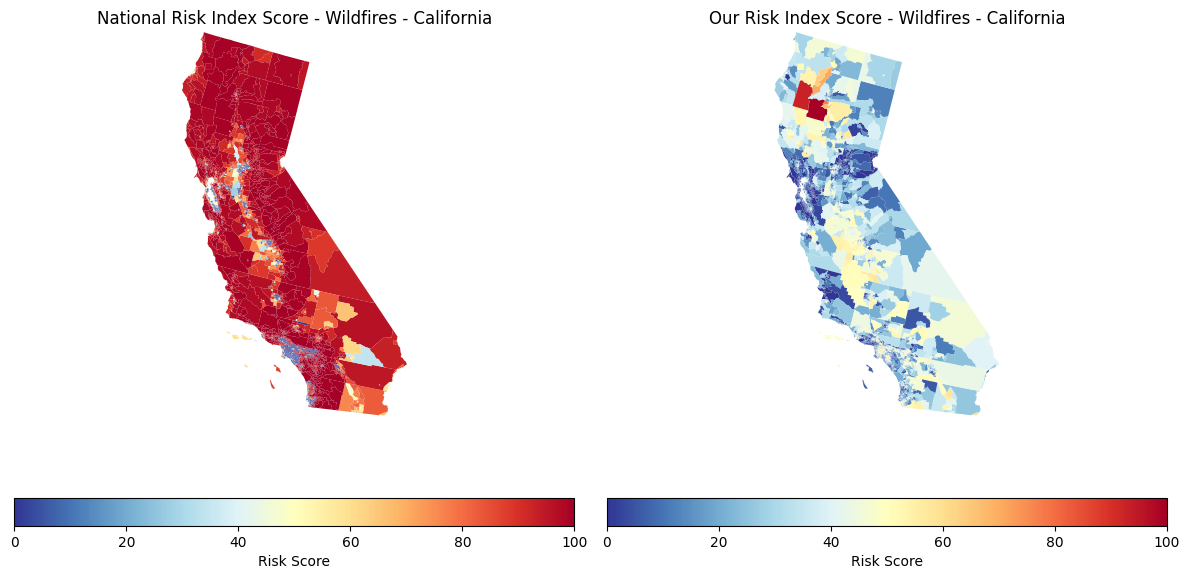 National Risk Index Score - Wildfires - California
Our Risk Index Score - Wildfires - California
0 20 40 60 80 100
Risk Score
0 20 40 60 80 100
Risk Score